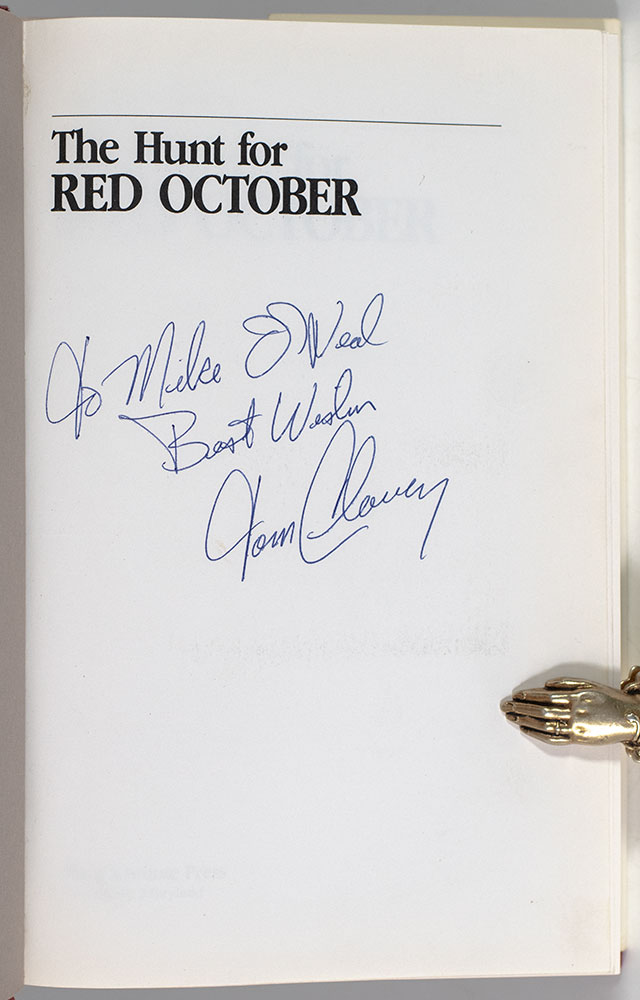 The Hunt for
RED OCTOBER
To Mike O'Neal
Best Wishes
Tom Clancy